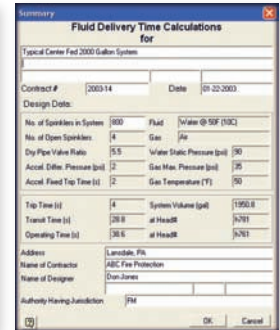 Summary
Fluid Delivery Time Calculations
for
Typical Center Fed 2000 Gallon System
Contract # 2003-14 Date 01-22-2003
Design Data:
No. of Sprinklers in System 800 Fluid Water @ 50F (10C)
No. of Open Sprinklers 4 Gas Air
Dry Pipe Valve Ratio 5.5 Water Static Pressure (psi) 90
Accel. Differ. Pressure (psi) 2 Gas Max. Pressure (psi) 35
Accel. Fixed Trip Time (s) 2 Gas Temperature (°F) 50
Trip Time (s) 4 System Volume (gal) 1950.8
Transit Time (s) 28.8 at Head# h701
Operating Time (s) 38.6 at Head# h701
Address Lansdale, PA
Name of Contractor ABC Fire Protection
Name of Designer Don Jones
Authority Having Jurisdiction FM
OK Cancel